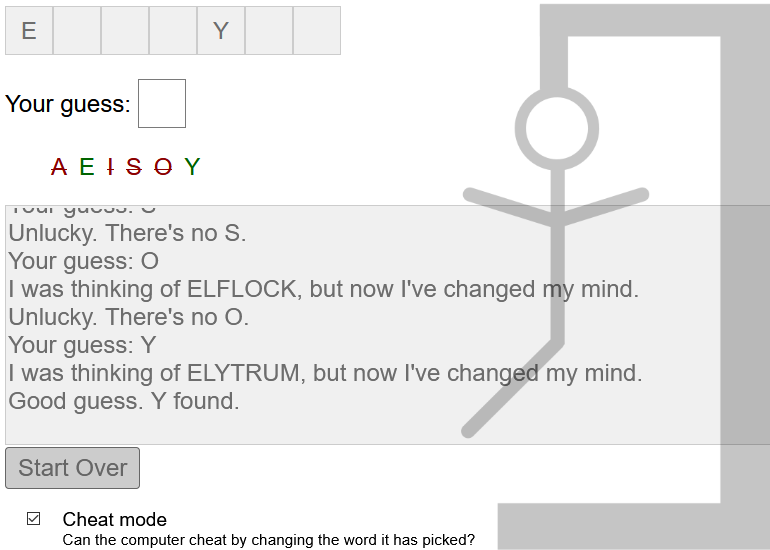 E Y
Your guess:
A E I S O Y
Your guess: S
Unlucky. There's no S.
Your guess: O
I was thinking of ELFLOCK, but now I've changed my mind.
Unlucky. There's no O.
Your guess: Y
I was thinking of ELYTRUM, but now I've changed my mind.
Good guess. Y found.
Start Over
Cheat mode
Can the computer cheat by changing the word it has picked?